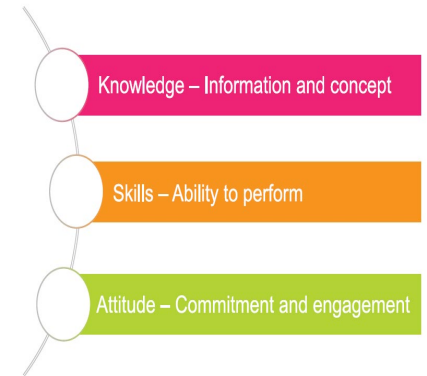 Knowledge – Information and concept
Skills – Ability to perform
Attitude – Commitment and engagement